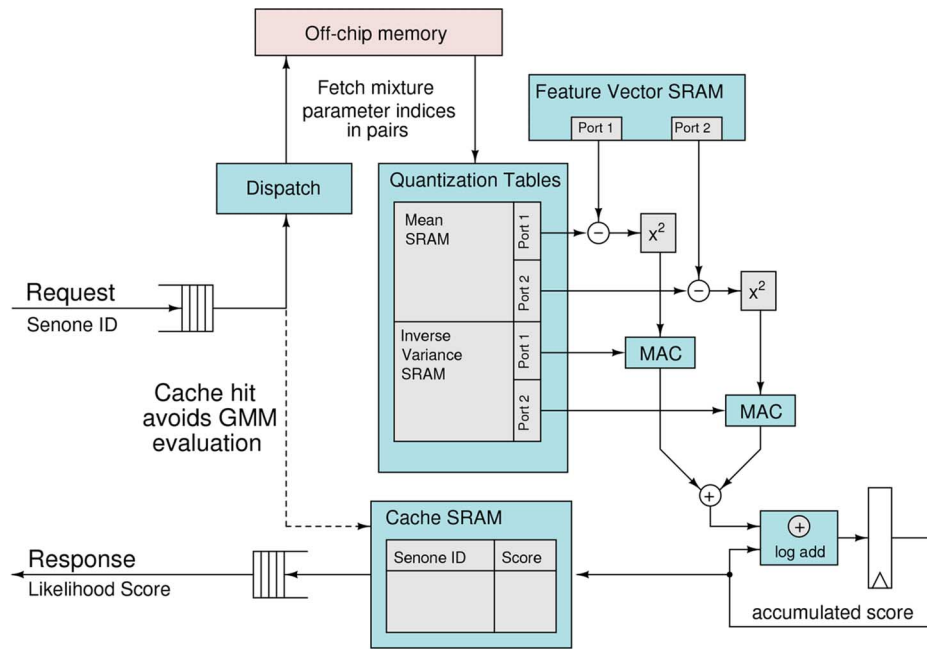 Off-chip memory
Fetch mixture
parameter indices
in pairs
Feature Vector SRAM
Port 1
Port 2
Dispatch
Quantization Tables
Mean
SRAM
Port 1
Port 2
Inverse
Variance
SRAM
Port 1
Port 2
−
x²
−
x²
MAC
MAC
Request
Senone ID
Cache hit
avoids GMM
evaluation
+
+
log add
accumulated score
Cache SRAM
Senone ID
Score
Response
Likelihood Score